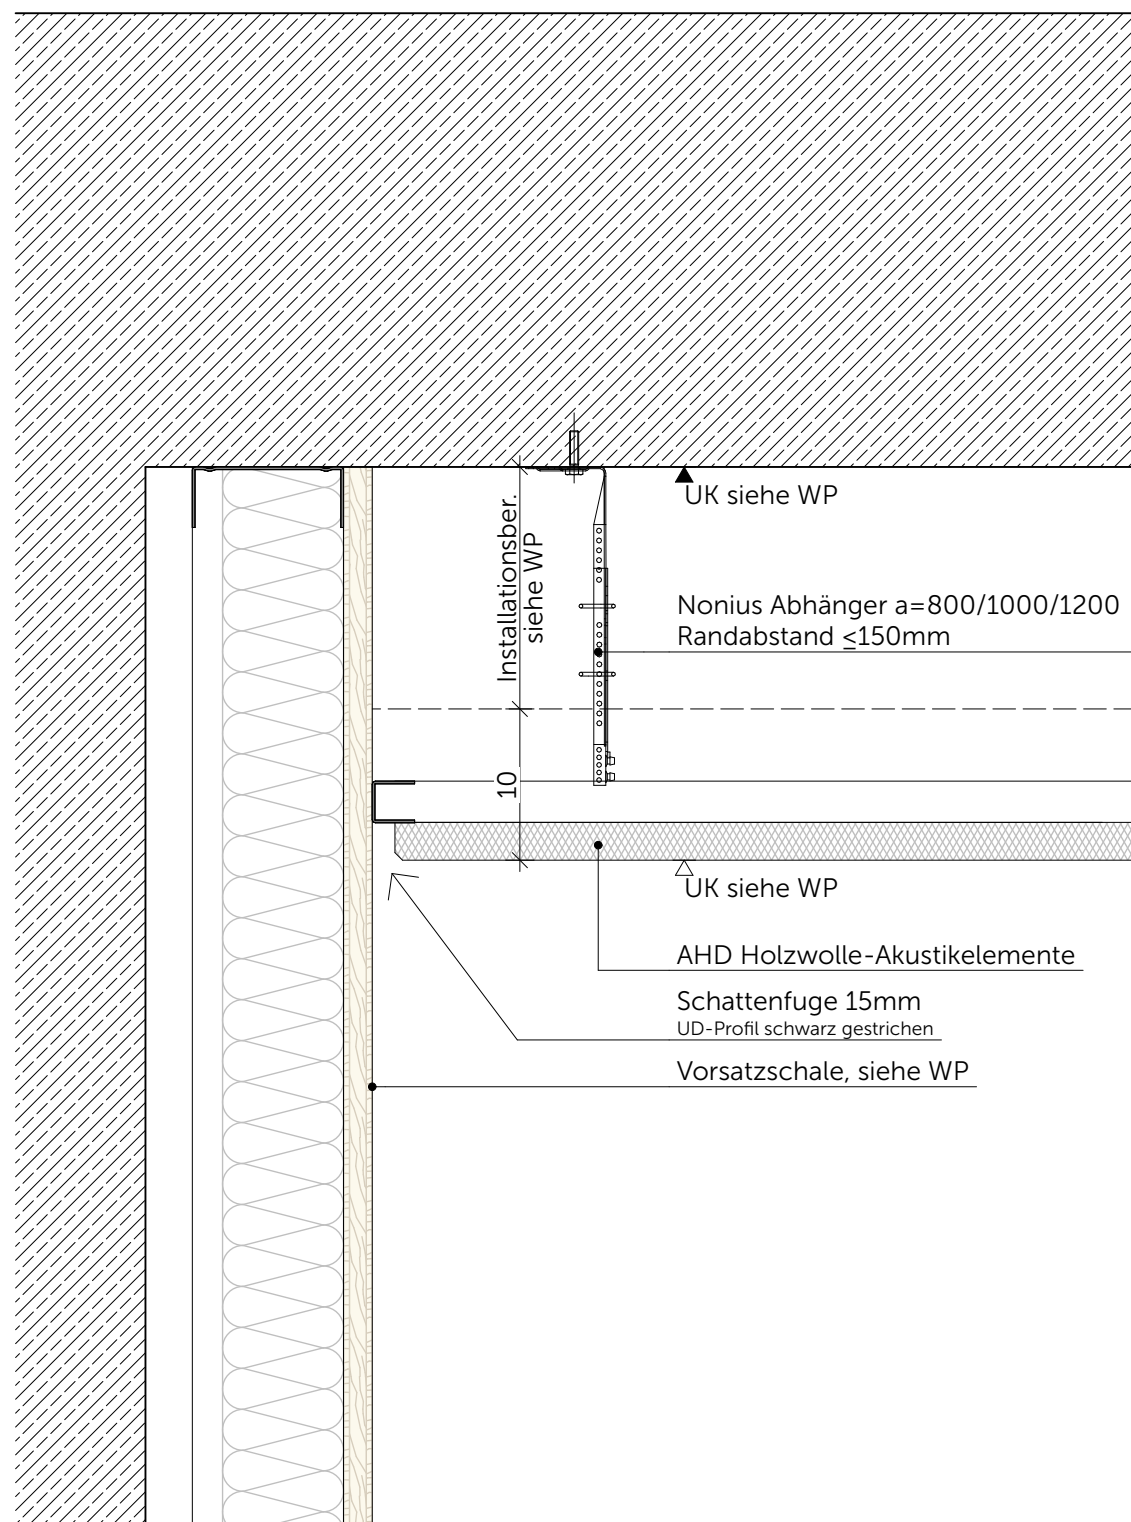 UK siehe WP
Installationsber.
siehe WP
Nonius Abhänger a=800/1000/1200
Randabstand ≤150mm
10
UK siehe WP
AHD Holzwolle-Akustikelemente
Schattenfuge 15mm
UD-Profil schwarz gestrichen
Vorsatzschale, siehe WP